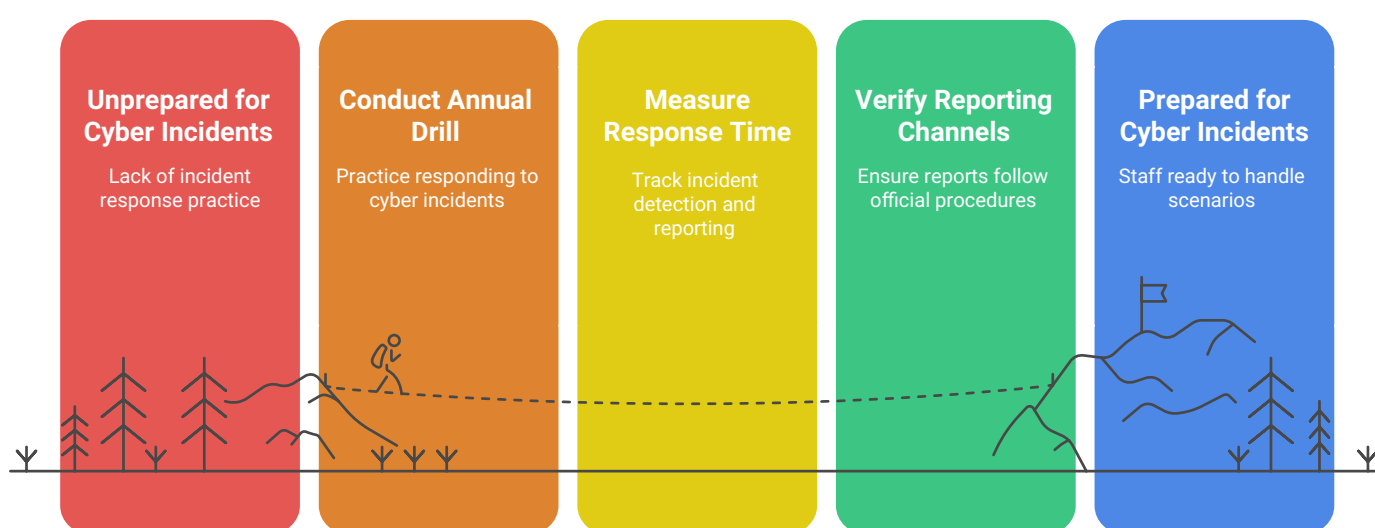 Unprepared for
Cyber Incidents
Lack of incident
response practice
Conduct Annual
Drill
Practice responding to
cyber incidents
Measure
Response Time
Track incident
detection and
reporting
Verify Reporting
Channels
Ensure reports follow
official procedures
Prepared for
Cyber Incidents
Staff ready to handle
scenarios